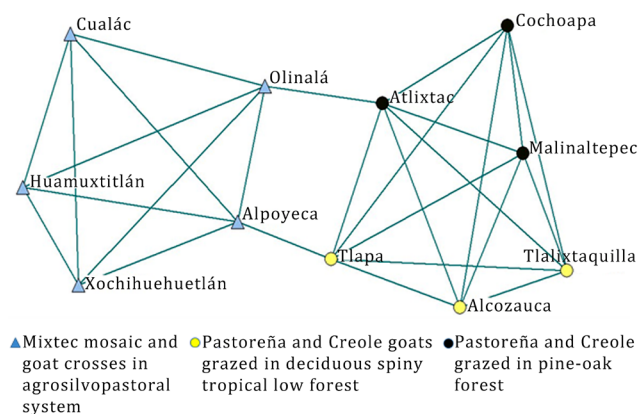 Cualác
Cochoapa
Olinalá
Atlixtac
Malinaltepec
Huamuxtitlán
Alpoyeca
Tlapa
Tlalixtaquilla
Xochihuehuetlán
Alcozauca
Mixtec mosaic and
goat crosses in
agrosilvopastoral
system
Pastoreña and Creole goats
grazed in deciduous spiny
tropical low forest
Pastoreña and Creole
grazed in pine-oak
forest